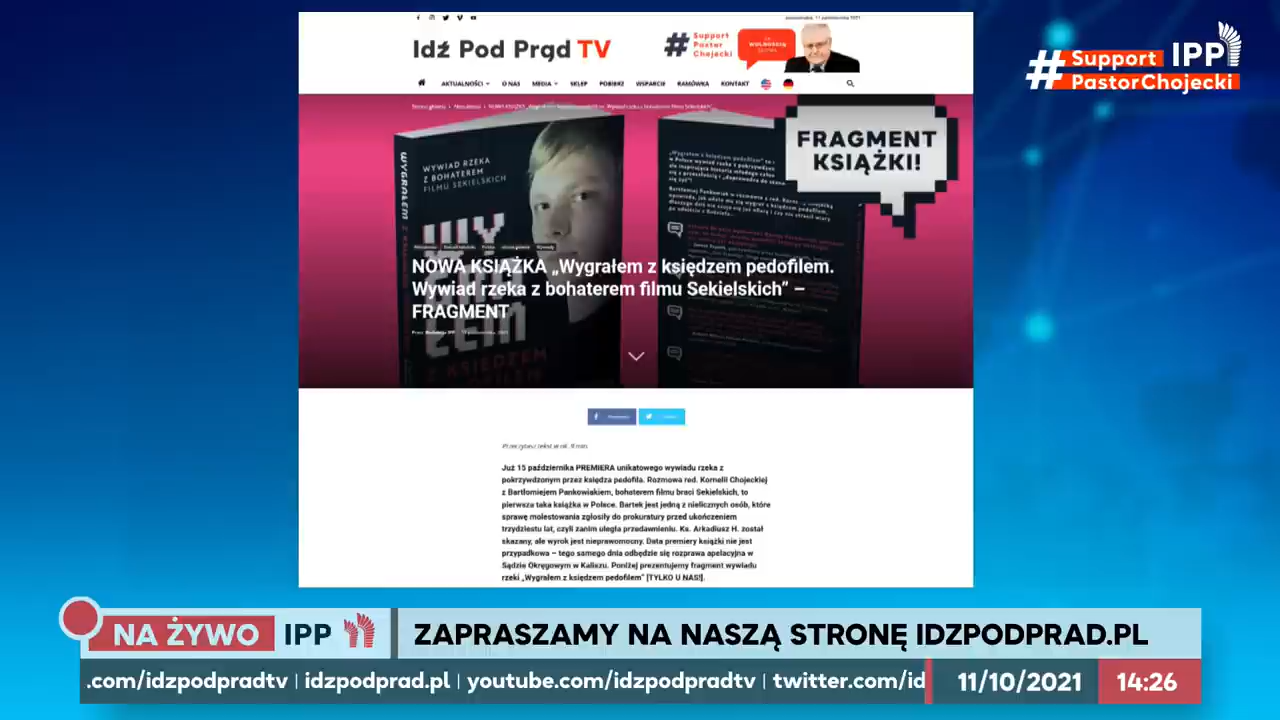 Idź Pod Prąd TV
# Support
Pastor
Chojecki
WOLNOŚCIĄ
AKTUALNOŚCI
O NAS
MEDIA
SKLEP
POBIERZ
WSPARCIE
RAMÓWKA
KONTAKT
#Support
PastorChojecki
IPP
FRAGMENT
KSIĄŻKI!
WYWIAD RZEKA
Z BOHATEREM
FILMU SEKIELSKICH
WYGRAŁEM
NOWA KSIĄŻKA „Wygrałem z księdzem pedofilem.
Wywiad rzeka z bohaterem filmu Sekielskich” –
FRAGMENT
Już 15 października PREMIERA unikatowego wywiadu rzeka z
pokrzywdzonym przez księdza pedofila. Rozmowa red. Kornelii Chojeckiej
z Bartłomiejem Pankowiakiem, bohaterem filmu braci Sekielskich, to
pierwsza taka książka w Polsce. Bartek jest jedną z nielicznych osób, które
sprawę molestowania zgłosiły do prokuratury przed ukończeniem
trzydziestu lat, czyli zanim uległa przedawnieniu. Ks. Arkadiusz H. został
skazany, ale wyrok jest nieprawomocny. Data premiery książki nie jest
przypadkowa – tego samego dnia odbędzie się rozprawa apelacyjna w
Sądzie Okręgowym w Kaliszu. Poniżej prezentujemy fragment wywiadu
rzeki „Wygrałem z księdzem pedofilem” [TYLKO U NAS!].
NA ŻYWO IPP
ZAPRASZAMY NA NASZĄ STRONĘ IDZPODPRAD.PL
.com/idzpodpradtv | idzpodprad.pl | youtube.com/idzpodpradtv | twitter.com/id
11/10/2021
14:26